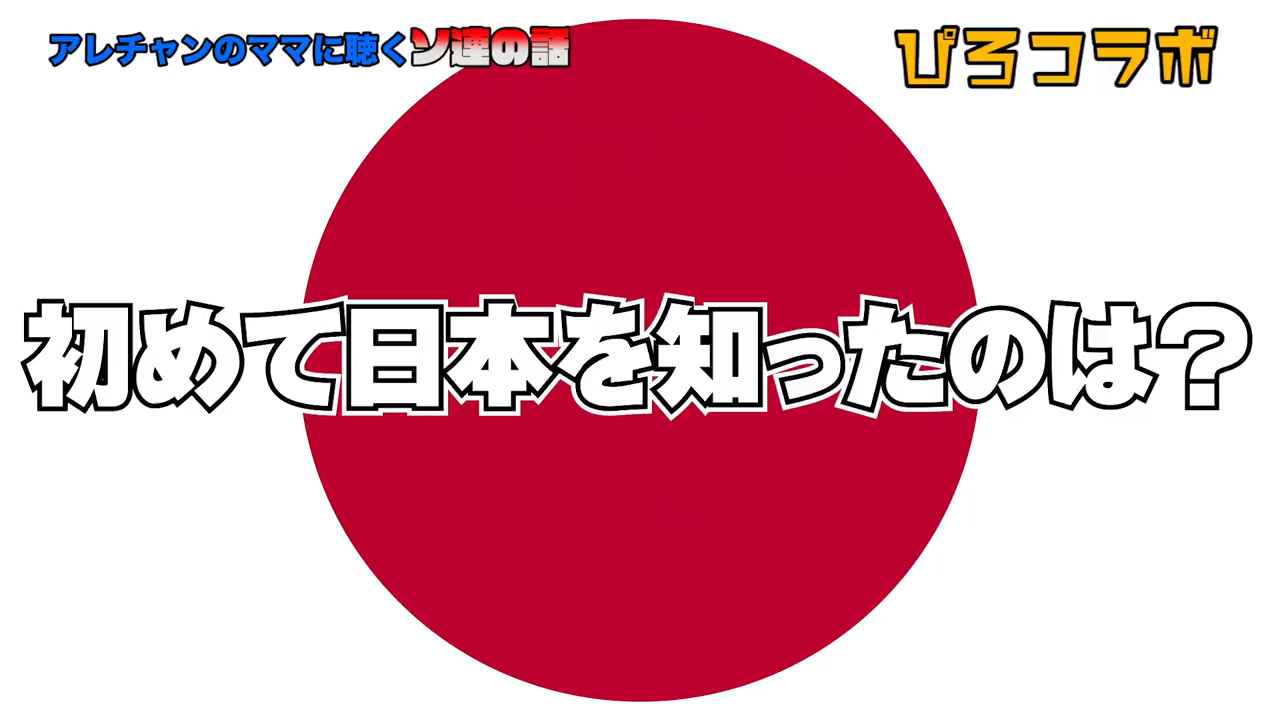 アレチャンのママに聴くソ連の話
ぴろコラボ
初めて日本を知ったのは?